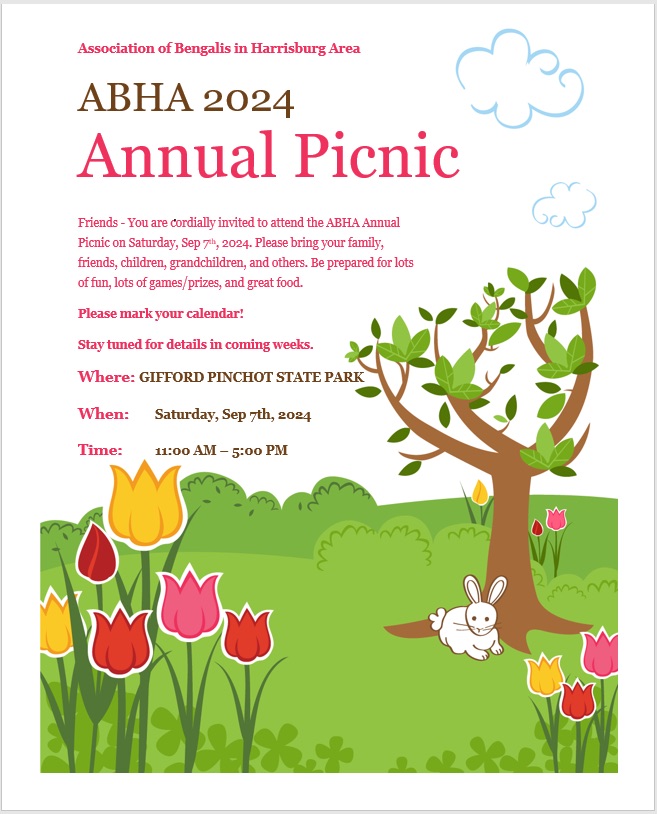 Association of Bengalis in Harrisburg Area
ABHA 2024
Annual Picnic
Friends - You are cordially invited to attend the ABHA Annual
Picnic on Saturday, Sep 7th, 2024. Please bring your family,
friends, children, grandchildren, and others. Be prepared for lots
of fun, lots of games/prizes, and great food.
Please mark your calendar!
Stay tuned for details in coming weeks.
Where: GIFFORD PINCHOT STATE PARK
When: Saturday, Sep 7th, 2024
Time: 11:00 AM – 5:00 PM